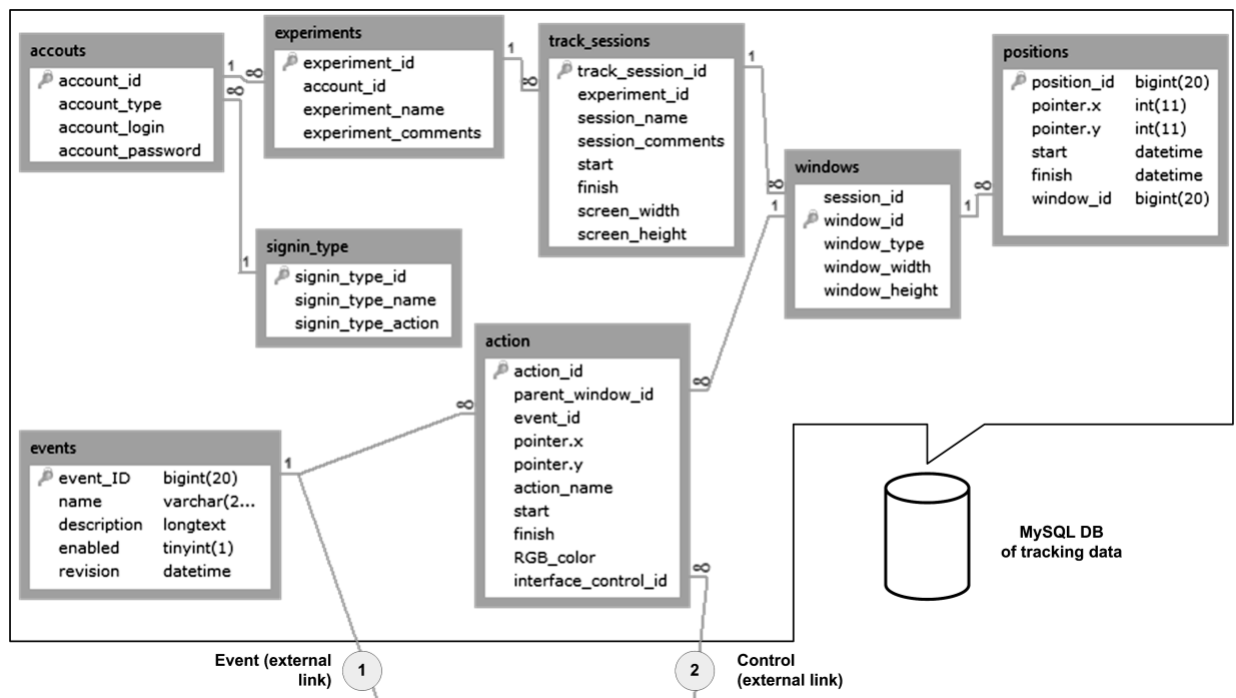 accouts
account_id
account_type
account_login
account_password
1
∞
∞
experiments
experiment_id
account_id
experiment_name
experiment_comments
1
∞
track_sessions
track_session_id
experiment_id
session_name
session_comments
start
finish
screen_width
screen_height
1
∞
1
windows
session_id
window_id
window_type
window_width
window_height
1
∞
positions
position_id bigint(20)
pointer.x int(11)
pointer.y int(11)
start datetime
finish datetime
window_id bigint(20)
1
signin_type
signin_type_id
signin_type_name
signin_type_action
action
action_id
parent_window_id
event_id
pointer.x
pointer.y
action_name
start
finish
RGB_color
interface_control_id
∞
∞
∞
events
event_ID bigint(20)
name varchar(2...
description longtext
enabled tinyint(1)
revision datetime
1
MySQL DB
of tracking data
Event (external
link)
1
2
Control
(external link)